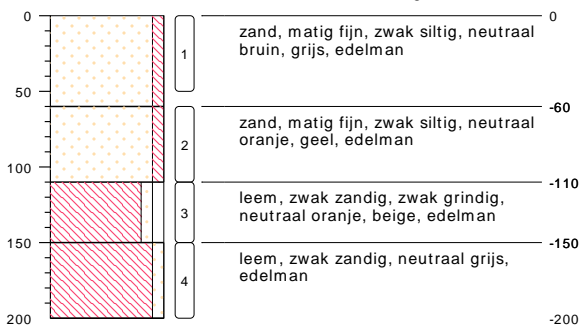 0
50
100
150
200
1
2
3
4
zand, matig fijn, zwak siltig, neutraal
bruin, grijs, edelman
zand, matig fijn, zwak siltig, neutraal
oranje, geel, edelman
leem, zwak zandig, zwak grindig,
neutraal oranje, beige, edelman
leem, zwak zandig, neutraal grijs,
edelman
0
-60
-110
-150
-200